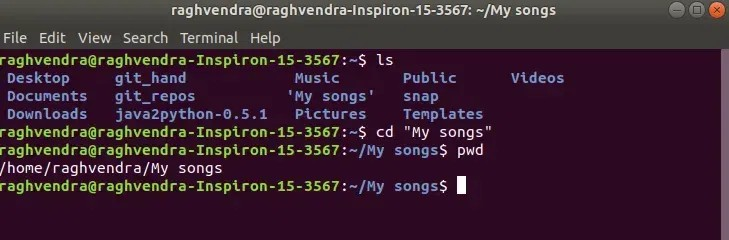 raghvendra@raghvendra-Inspiron-15-3567: ~/My songs
File Edit View Search Terminal Help
raghvendra@raghvendra-Inspiron-15-3567:~$ ls
Desktop git_hand Music Public Videos
Documents git_repos 'My songs' snap
Downloads java2python-0.5.1 Pictures Templates
raghvendra@raghvendra-Inspiron-15-3567:~$ cd "My songs"
raghvendra@raghvendra-Inspiron-15-3567:~/My songs$ pwd
/home/raghvendra/My songs
raghvendra@raghvendra-Inspiron-15-3567:~/My songs$